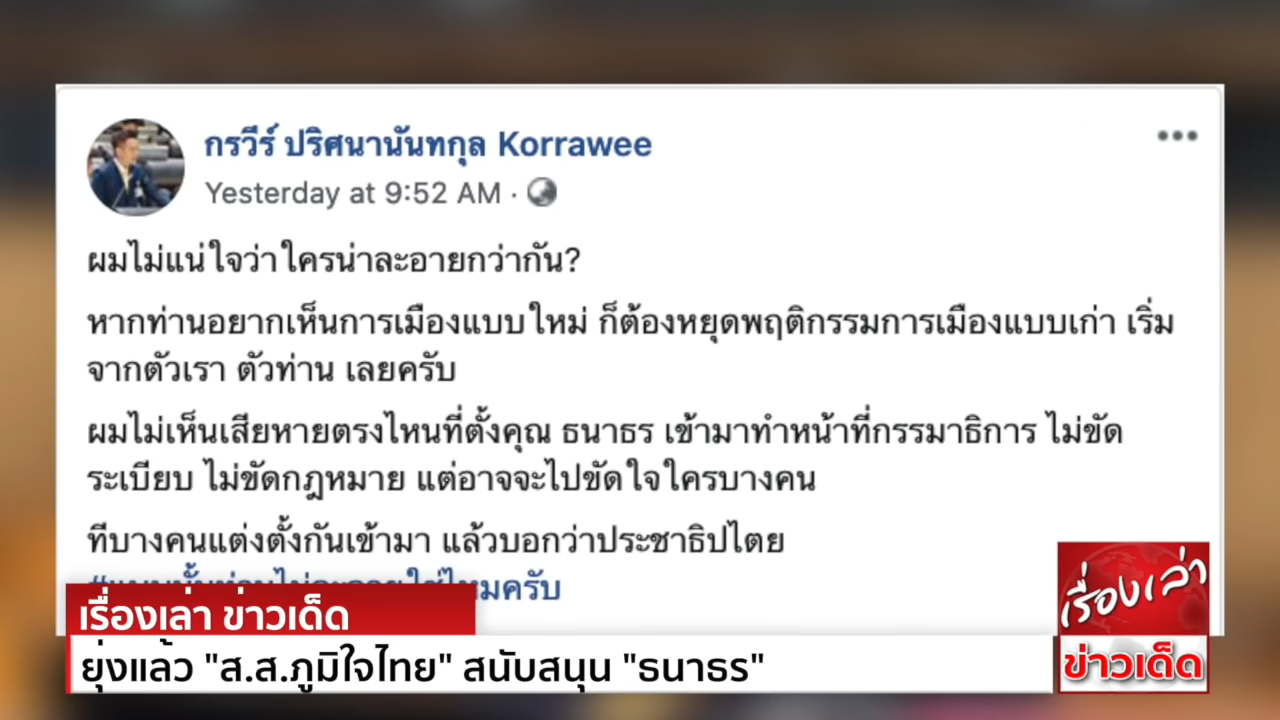 กรวีร์ ปริศนานันทกุล Korrawee
Yesterday at 9:52 AM ·
ผมไม่แน่ใจว่าใครน่าละอายกว่ากัน?
หากท่านอยากเห็นการเมืองแบบใหม่ ก็ต้องหยุดพฤติกรรมการเมืองแบบเก่า เริ่ม
จากตัวเรา ตัวท่าน เลยครับ
ผมไม่เห็นเสียหายตรงไหนที่ตั้งคุณ ธนาธร เข้ามาทำหน้าที่กรรมาธิการ ไม่ขัด
ระเบียบ ไม่ขัดกฎหมาย แต่อาจจะไปขัดใจใครบางคน
ทีบางคนแต่งตั้งกันเข้ามา แล้วบอกว่าประชาธิปไตย
เรื่องเล่า ข่าวเด็ด
ยุ่งแล้ว "ส.ส.ภูมิใจไทย" สนับสนุน "ธนาธร"
เรื่องเล่า
ข่าวเด็ด